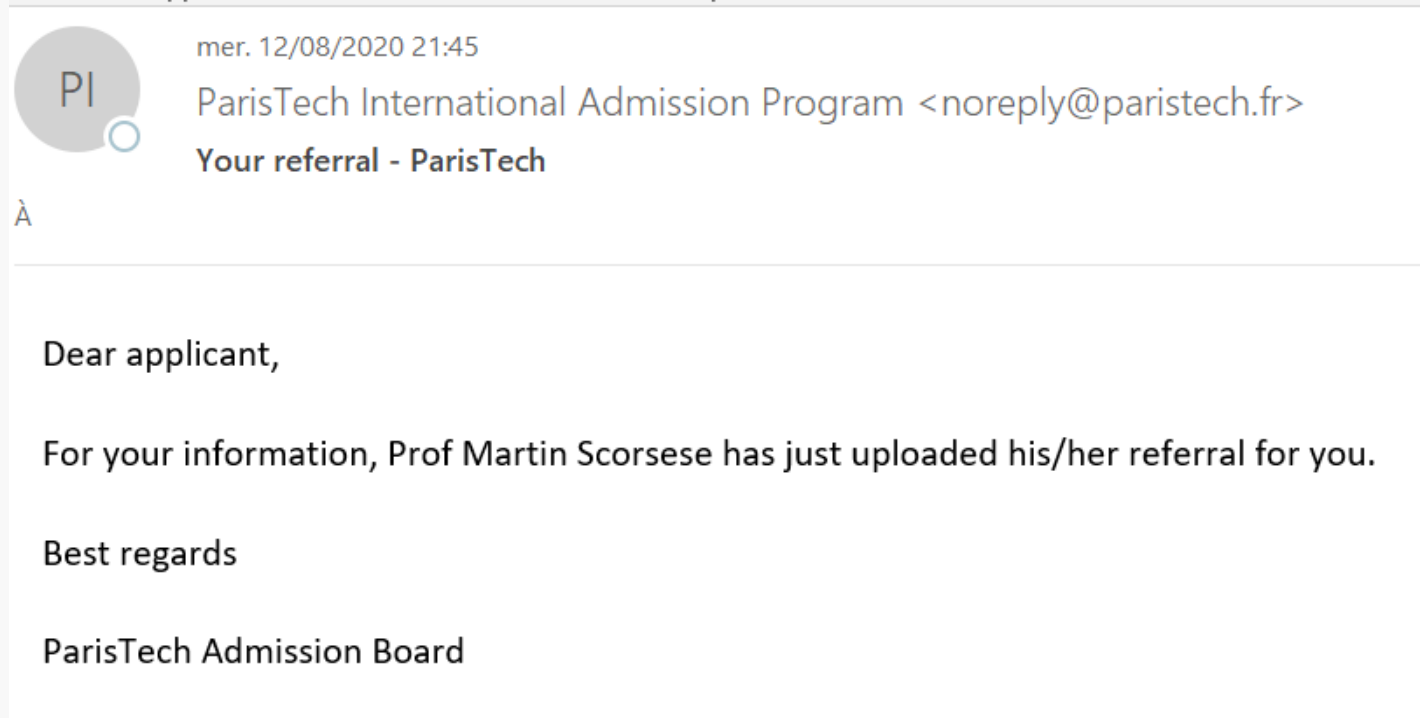 PI
mer. 12/08/2020 21:45
ParisTech International Admission Program <noreply@paristech.fr>
Your referral - ParisTech
À
Dear applicant,
For your information, Prof Martin Scorsese has just uploaded his/her referral for you.
Best regards
ParisTech Admission Board